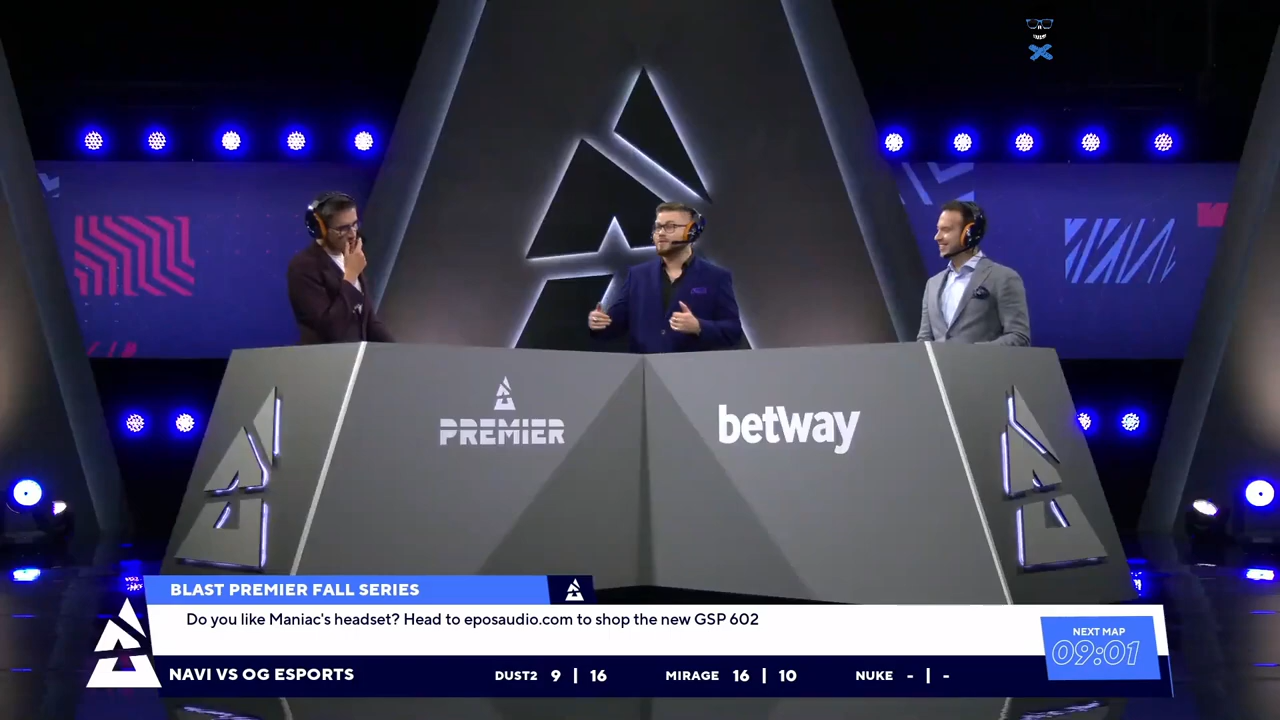 PREMIER
betway
BLAST PREMIER FALL SERIES
Do you like Maniac's headset? Head to eposaudio.com to shop the new GSP 602
NEXT MAP
09:01
NAVI VS OG ESPORTS DUST2 9 | 16 MIRAGE 16 | 10 NUKE - | -